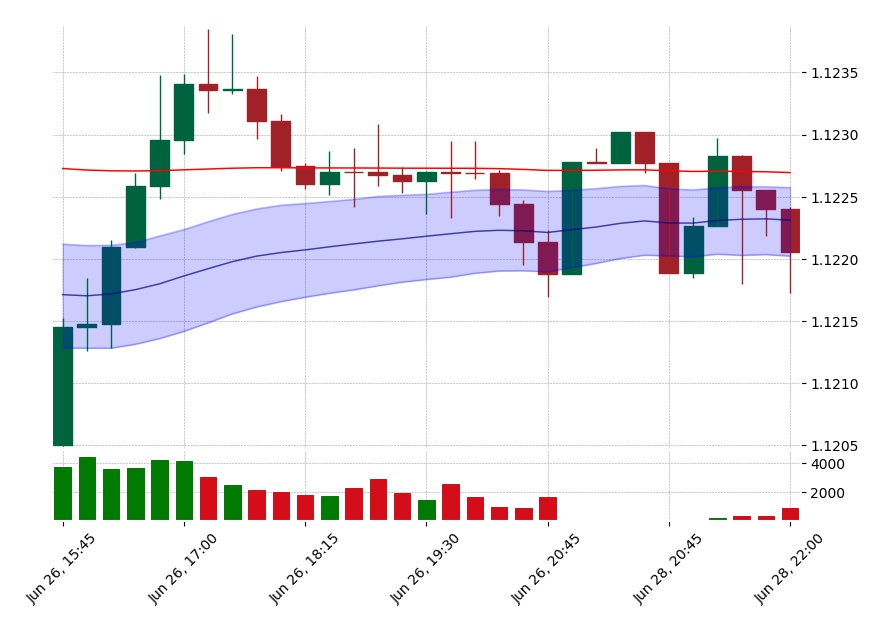 1.1235
1.1230
1.1225
1.1220
1.1215
1.1210
1.1205
4000
2000
Jun 26, 15:45
Jun 26, 17:00
Jun 26, 18:15
Jun 26, 19:30
Jun 26, 20:45
Jun 28, 20:45
Jun 28, 22:00